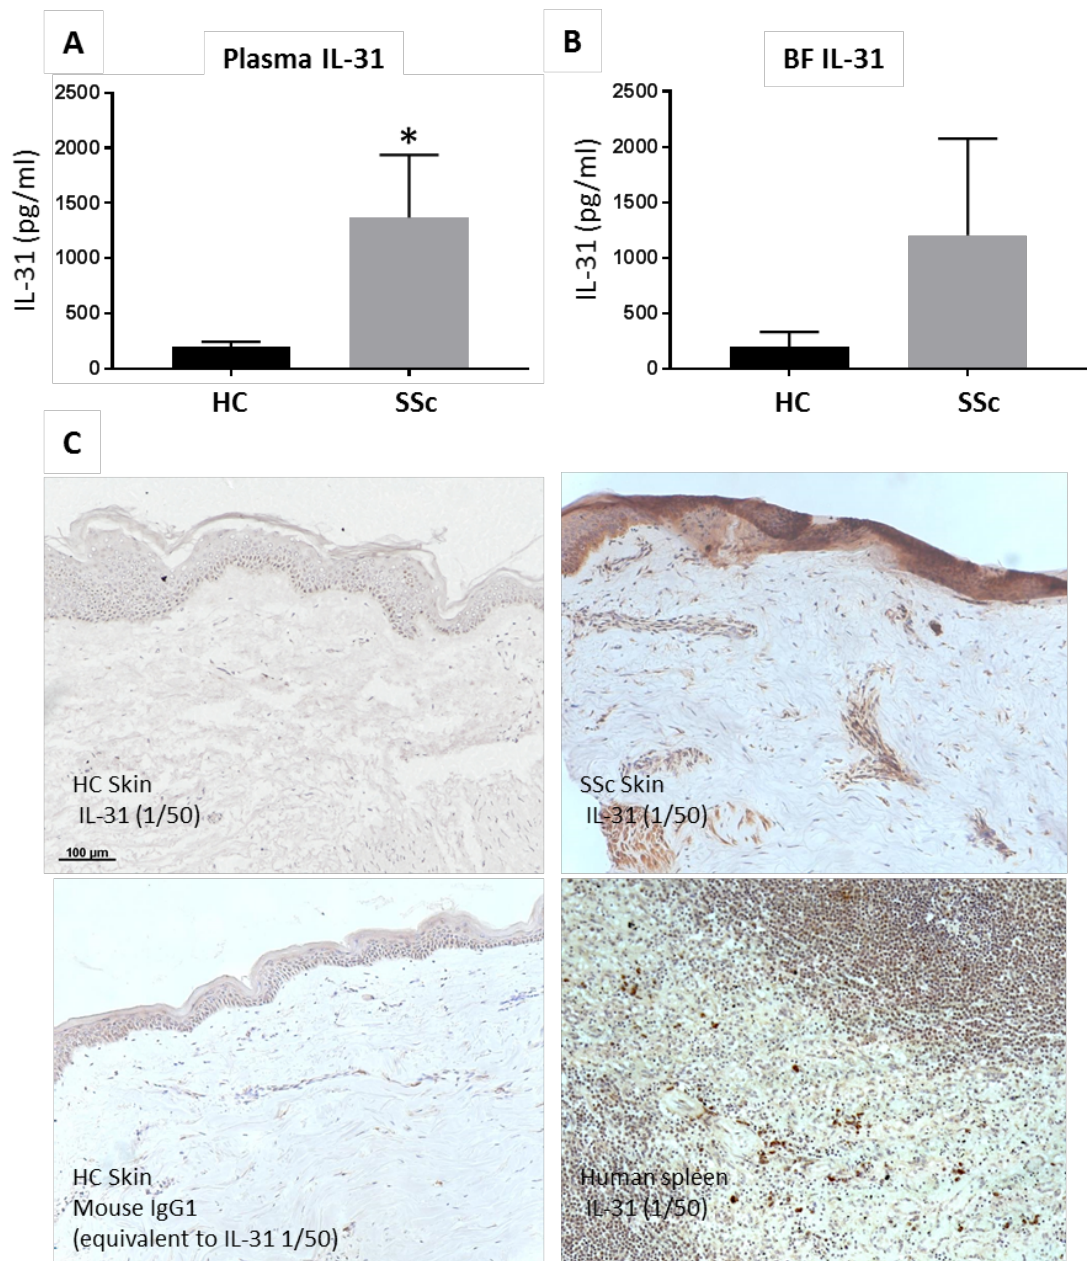 A
Plasma IL-31
IL-31 (pg/ml)
2500
2000
1500
1000
500
0
*
HC
SSc
B
BF IL-31
IL-31 (pg/ml)
2500
2000
1500
1000
500
0
HC
SSc
C
HC Skin
IL-31 (1/50)
100 µm
SSc Skin
IL-31 (1/50)
HC Skin
Mouse IgG1
(equivalent to IL-31 1/50)
Human spleen
IL-31 (1/50)